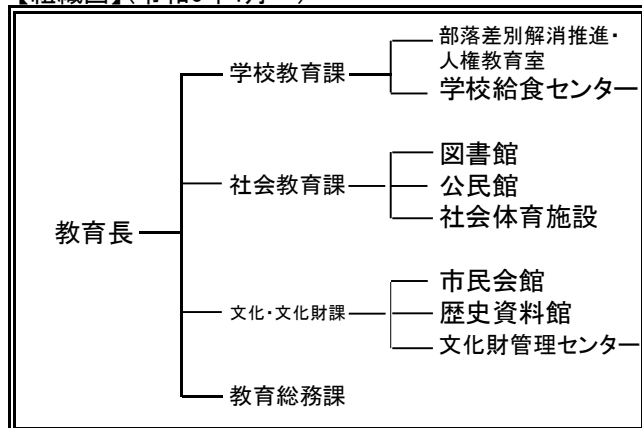 部落差別解消推進・
人権教育室
学校教育課
学校給食センター
図書館
社会教育課
公民館
社会体育施設
教育長
市民会館
文化・文化財課
歴史資料館
文化財管理センター
教育総務課